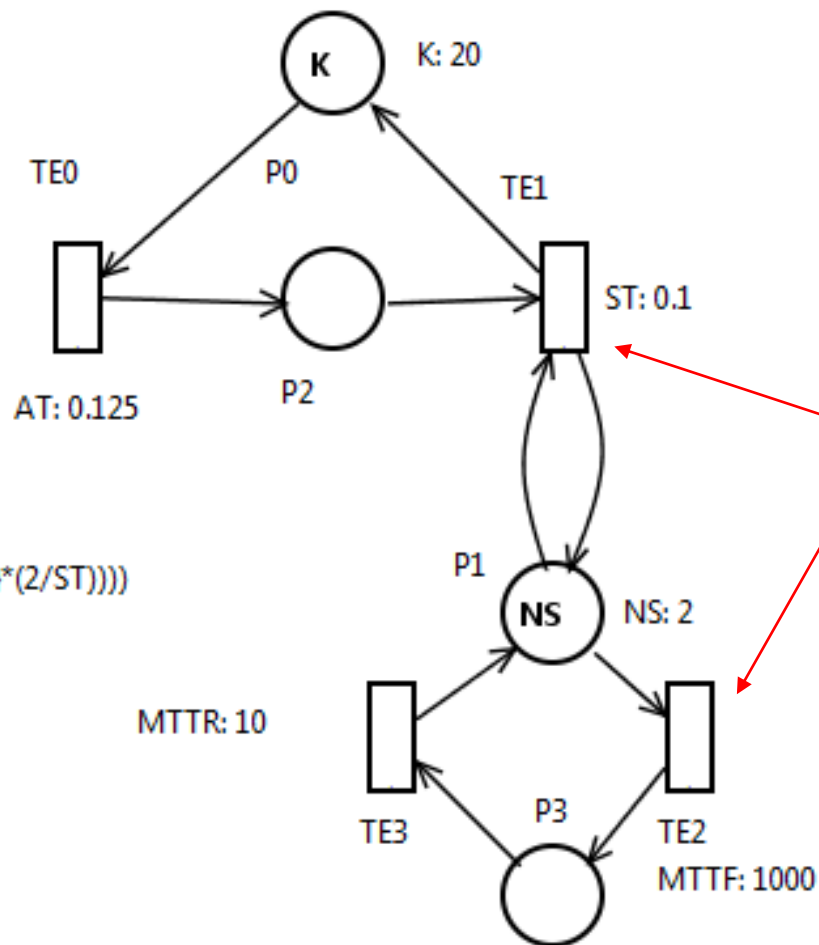 K
K: 20
TE0
P0
TE1
ST: 0.1
AT: 0.125
P2
*(2/ST))))
P1
NS
NS: 2
MTTR: 10
P3
TE3
TE2
MTTF: 1000